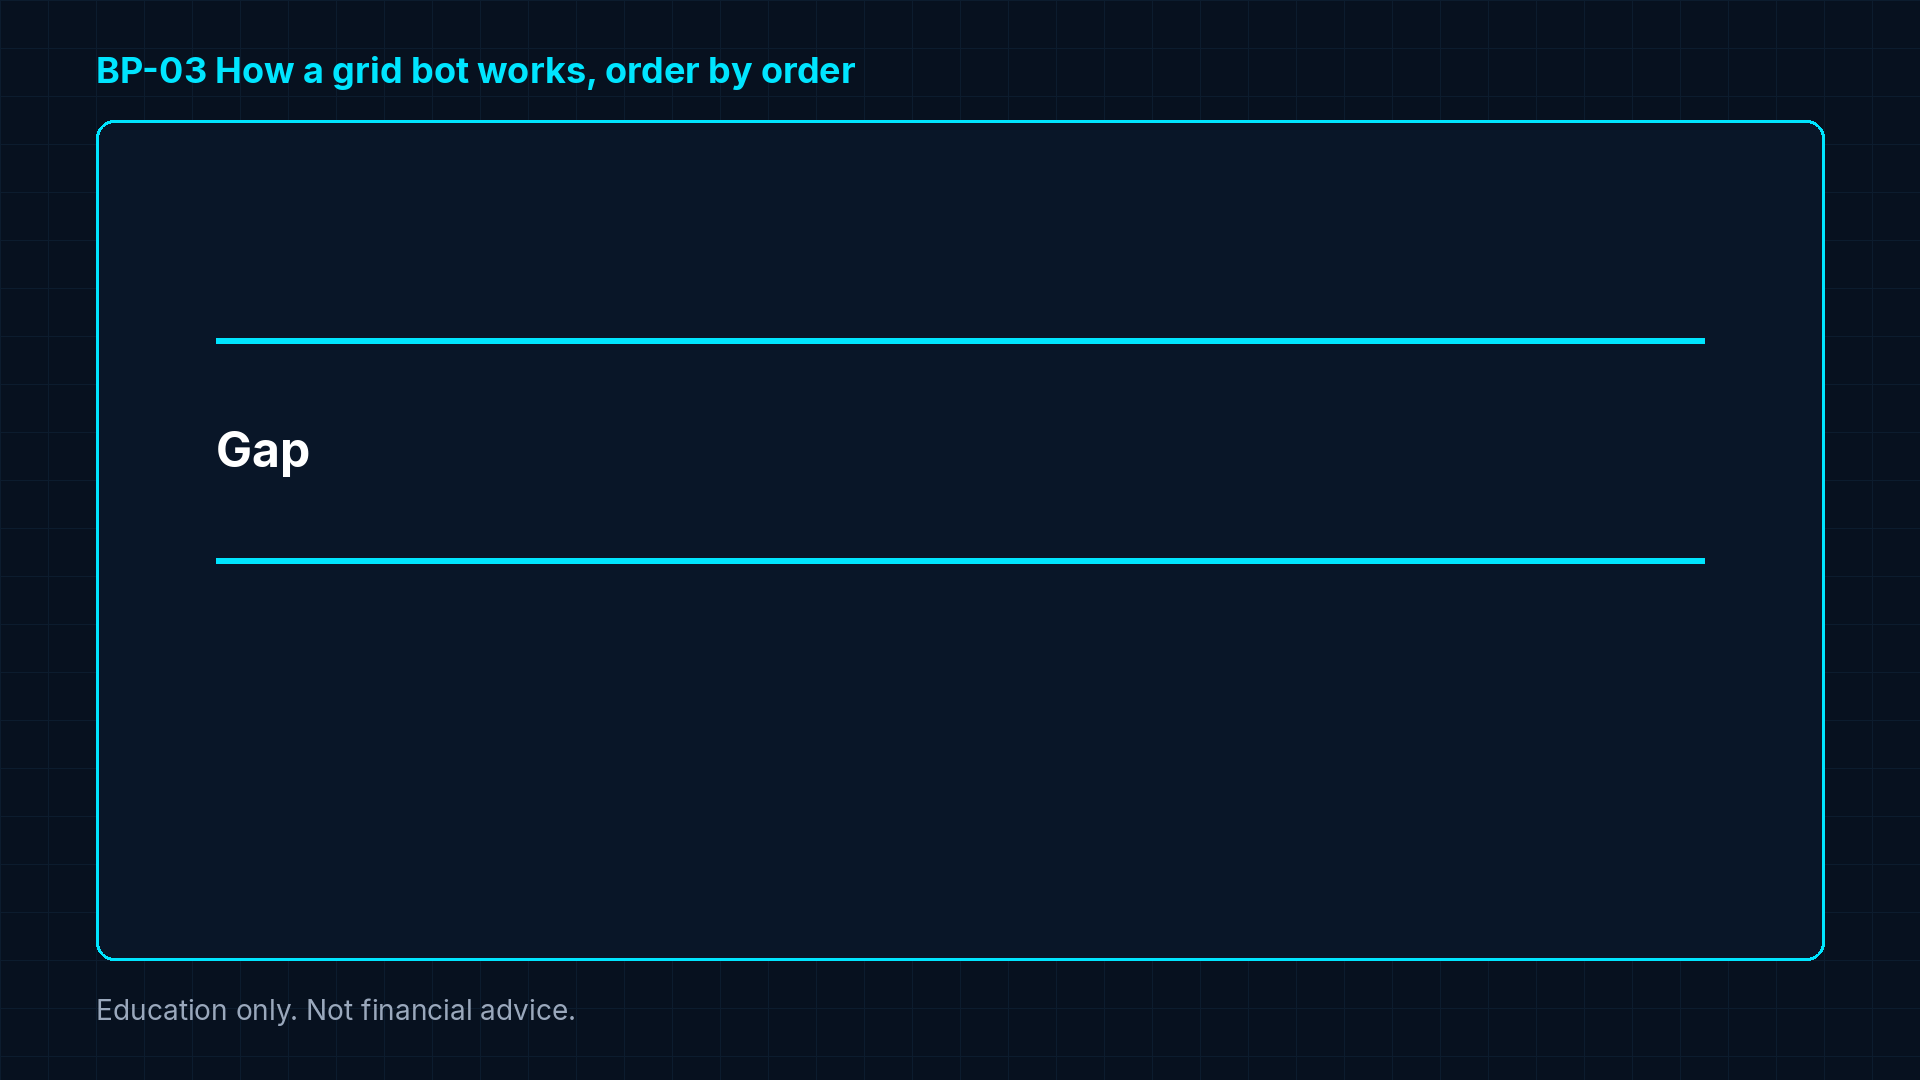 BP-03 How a grid bot works, order by order
Gap
Education only. Not financial advice.